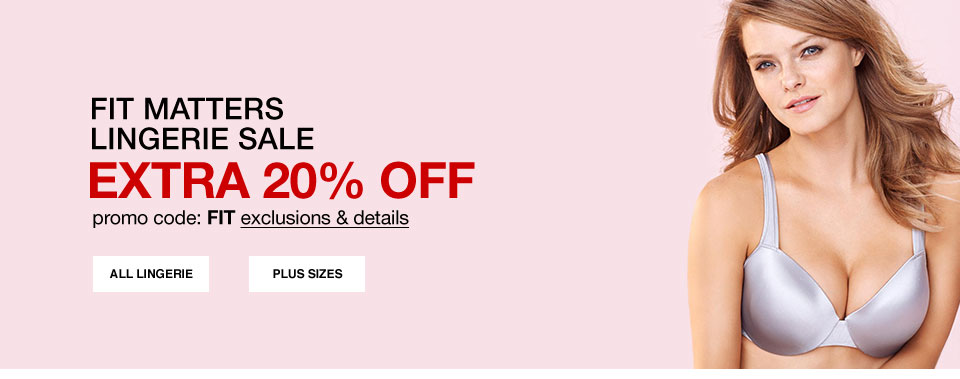 FIT MATTERS
LINGERIE SALE
EXTRA 20% OFF
promo code: FIT exclusions & details
ALL LINGERIE
PLUS SIZES